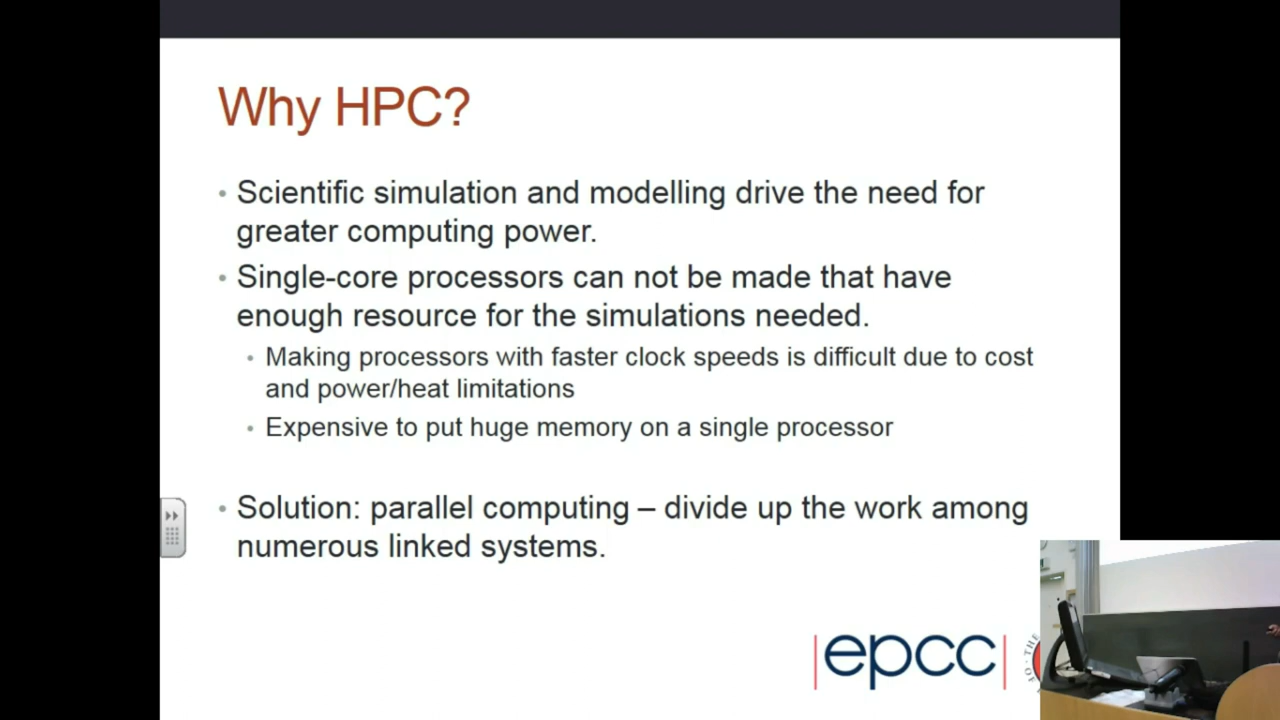 Why HPC?
• Scientific simulation and modelling drive the need for
greater computing power.
• Single-core processors can not be made that have
enough resource for the simulations needed.
• Making processors with faster clock speeds is difficult due to cost
and power/heat limitations
• Expensive to put huge memory on a single processor
• Solution: parallel computing – divide up the work among
numerous linked systems.
|epcc|
THE